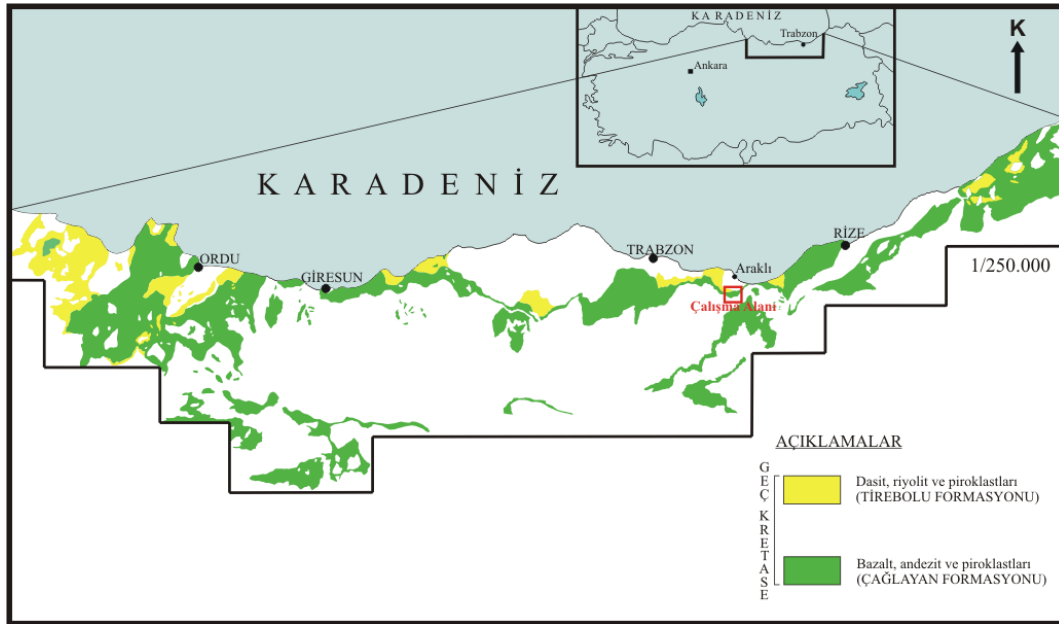 KARADENİZ
Trabzon
Ankara
K
KARADENİZ
ORDU
GİRESUN
TRABZON
Araklı
RİZE
1/250.000
Çalışma Alanı
AÇIKLAMALAR
GEÇ KRETASE
Dasit, riyolit ve piroklastları
(TİREBOLU FORMASYONU)
Bazalt, andezit ve piroklastları
(ÇAĞLAYAN FORMASYONU)